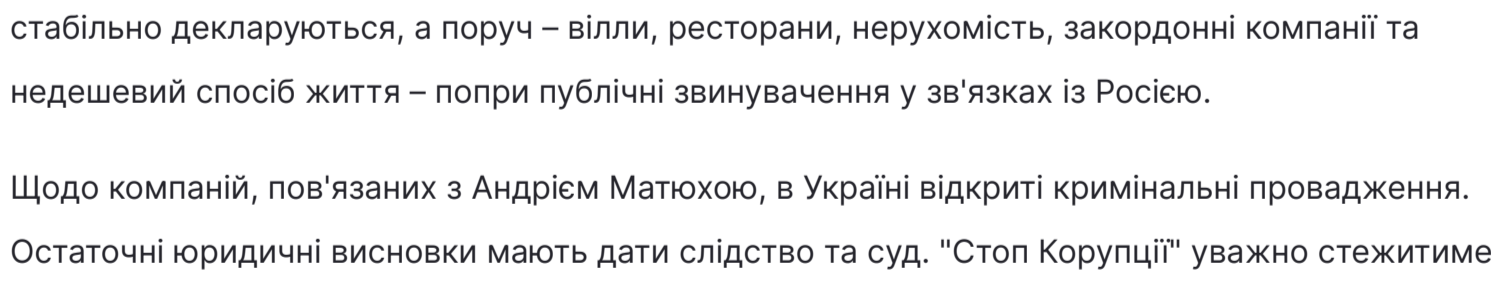 стабільно декларуються, а поруч – вілли, ресторани, нерухомість, закордонні компанії та
недешевий спосіб життя – попри публічні звинувачення у зв'язках із Росією.
Щодо компаній, пов'язаних з Андрієм Матюхою, в Україні відкриті кримінальні провадження.
Остаточні юридичні висновки мають дати слідство та суд. "Стоп Корупції" уважно стежитиме